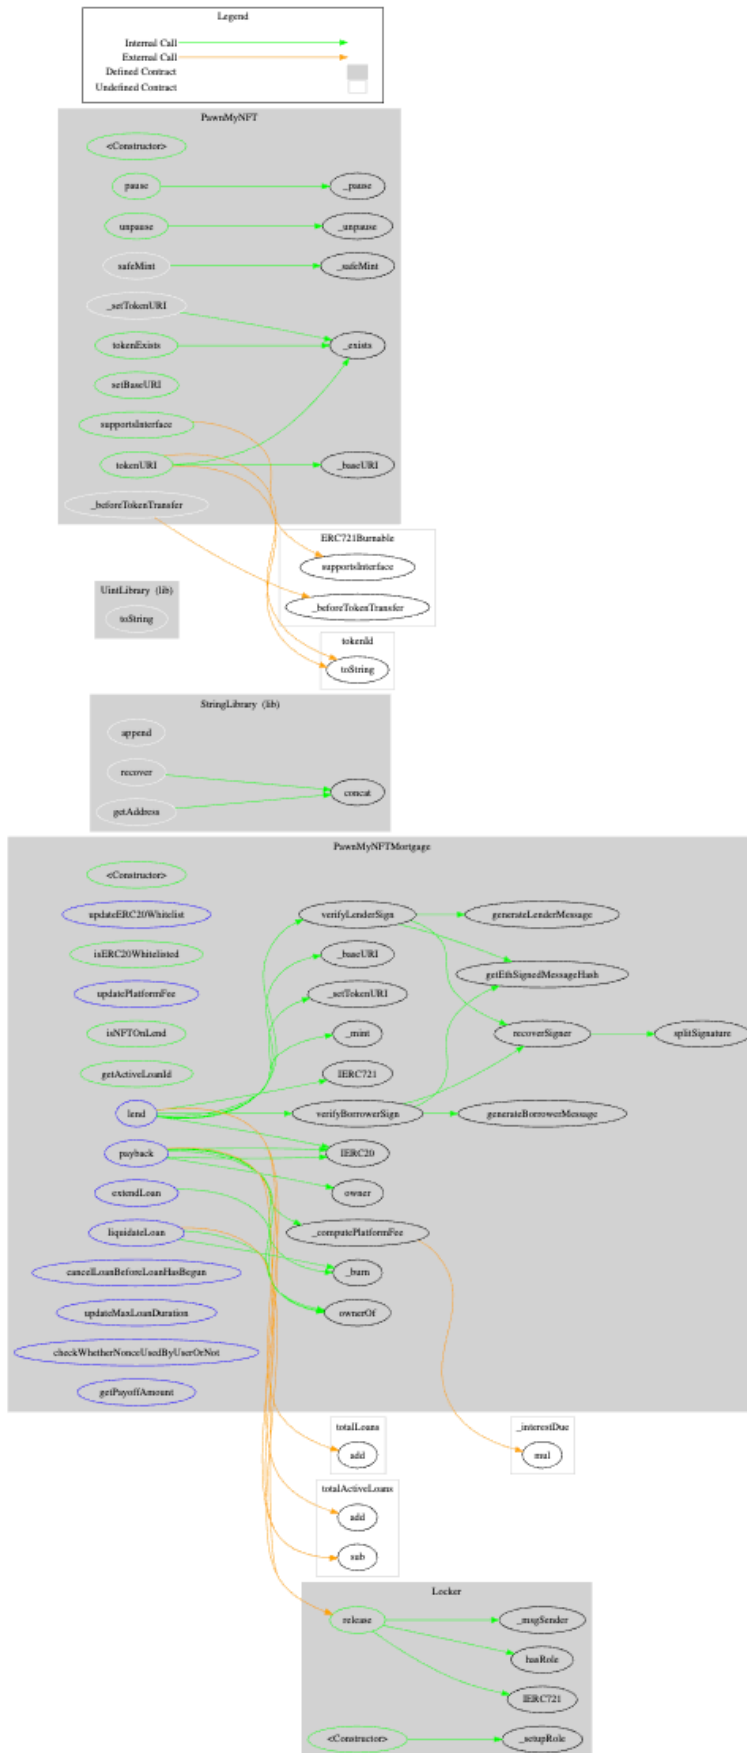 Legend
Internal Call
External Call
Defined Contract
Undefined Contract
PawnMyNFT
<Constructor>
pause
_pause
unpause
_unpause
safeMint
_safeMint
_setTokenURI
tokenExists
_exists
setBaseURI
supportsInterface
tokenURI
_baseURI
_beforeTokenTransfer
ERC721Burnable
supportsInterface
_beforeTokenTransfer
UintLibrary (lib)
toString
tokenId
toString
StringLibrary (lib)
append
recover
getAddress
concat
PawnMyNFTMortgage
<Constructor>
updateERC20Whitelist
verifyLenderSign
generateLenderMessage
isERC20Whitelisted
_baseURI
getEthSignedMessageHash
updatePlatformFee
_setTokenURI
isNFTOnLend
_mint
recoverSigner
splitSignature
getActiveLoanId
IERC721
lend
verifyBorrowerSign
generateBorrowerMessage
payback
IERC20
extendLoan
owner
liquidateLoan
_computePlatformFee
cancelLoanBeforeLoanHasBegun
_burn
updateMaxLoanDuration
ownerOf
checkWhetherNonceUsedByUserOrNot
getPayoffAmount
totalLoans
add
_interestDue
mul
totalActiveLoans
add
sub
Locker
release
_msgSender
hasRole
IERC721
<Constructor>
_setupRole